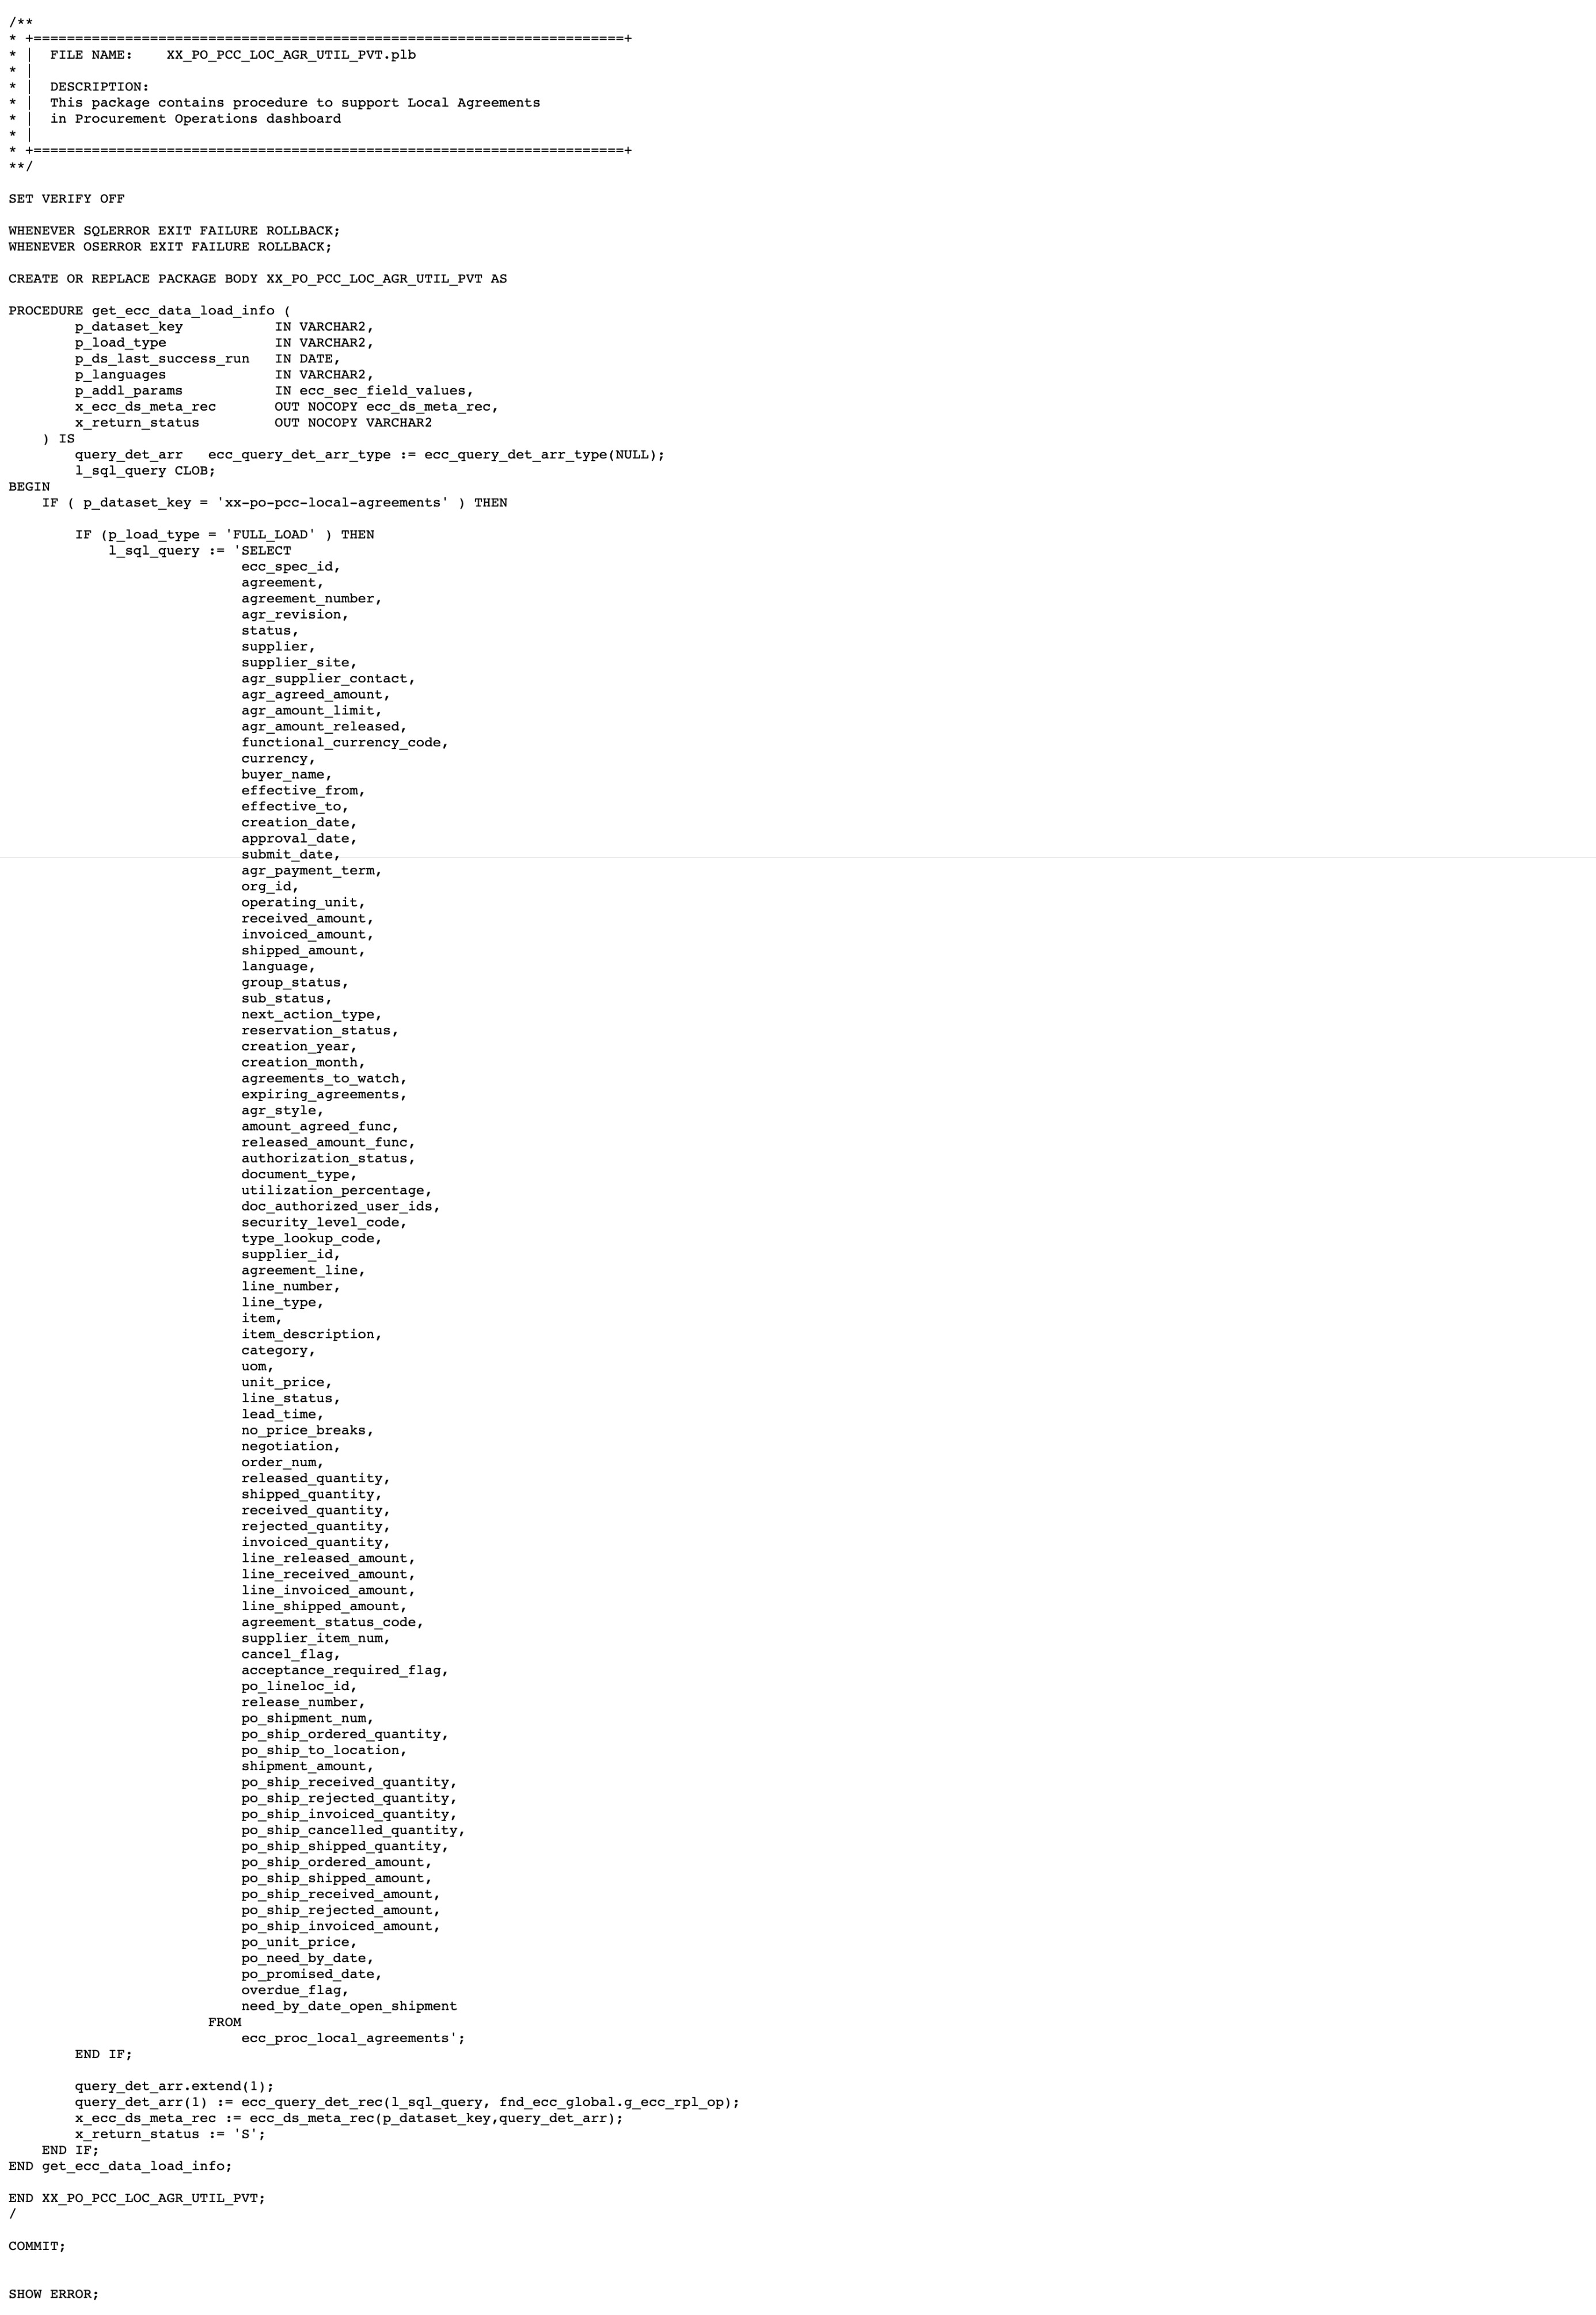 /**
* +=======================================================================+
* |  FILE NAME:    XX_PO_PCC_LOC_AGR_UTIL_PVT.plb
* |
* |  DESCRIPTION:
* |  This package contains procedure to support Local Agreements
* |  in Procurement Operations dashboard
* |
* +=======================================================================+
**/

SET VERIFY OFF

WHENEVER SQLERROR EXIT FAILURE ROLLBACK;
WHENEVER OSERROR EXIT FAILURE ROLLBACK;

CREATE OR REPLACE PACKAGE BODY XX_PO_PCC_LOC_AGR_UTIL_PVT AS

PROCEDURE get_ecc_data_load_info (
        p_dataset_key           IN VARCHAR2,
        p_load_type             IN VARCHAR2,
        p_ds_last_success_run   IN DATE,
        p_languages             IN VARCHAR2,
        p_addl_params           IN ecc_sec_field_values,
        x_ecc_ds_meta_rec       OUT NOCOPY ecc_ds_meta_rec,
        x_return_status         OUT NOCOPY VARCHAR2
    ) IS
        query_det_arr   ecc_query_det_arr_type := ecc_query_det_arr_type(NULL);
        l_sql_query CLOB;
BEGIN
    IF ( p_dataset_key = 'xx-po-pcc-local-agreements' ) THEN

        IF (p_load_type = 'FULL_LOAD' ) THEN
            l_sql_query := 'SELECT
                            ecc_spec_id,
                            agreement,
                            agreement_number,
                            agr_revision,
                            status,
                            supplier,
                            supplier_site,
                            agr_supplier_contact,
                            agr_agreed_amount,
                            agr_amount_limit,
                            agr_amount_released,
                            functional_currency_code,
                            currency,
                            buyer_name,
                            effective_from,
                            effective_to,
                            creation_date,
                            approval_date,
                            submit_date,
                            agr_payment_term,
                            org_id,
                            operating_unit,
                            received_amount,
                            invoiced_amount,
                            shipped_amount,
                            language,
                            group_status,
                            sub_status,
                            next_action_type,
                            reservation_status,
                            creation_year,
                            creation_month,
                            agreements_to_watch,
                            expiring_agreements,
                            agr_style,
                            amount_agreed_func,
                            released_amount_func,
                            authorization_status,
                            document_type,
                            utilization_percentage,
                            doc_authorized_user_ids,
                            security_level_code,
                            type_lookup_code,
                            supplier_id,
                            agreement_line,
                            line_number,
                            line_type,
                            item,
                            item_description,
                            category,
                            uom,
                            unit_price,
                            line_status,
                            lead_time,
                            no_price_breaks,
                            negotiation,
                            order_num,
                            released_quantity,
                            shipped_quantity,
                            received_quantity,
                            rejected_quantity,
                            invoiced_quantity,
                            line_released_amount,
                            line_received_amount,
                            line_invoiced_amount,
                            line_shipped_amount,
                            agreement_status_code,
                            supplier_item_num,
                            cancel_flag,
                            acceptance_required_flag,
                            po_lineloc_id,
                            release_number,
                            po_shipment_num,
                            po_ship_ordered_quantity,
                            po_ship_to_location,
                            shipment_amount,
                            po_ship_received_quantity,
                            po_ship_rejected_quantity,
                            po_ship_invoiced_quantity,
                            po_ship_cancelled_quantity,
                            po_ship_shipped_quantity,
                            po_ship_ordered_amount,
                            po_ship_shipped_amount,
                            po_ship_received_amount,
                            po_ship_rejected_amount,
                            po_ship_invoiced_amount,
                            po_unit_price,
                            po_need_by_date,
                            po_promised_date,
                            overdue_flag,
                            need_by_date_open_shipment
                        FROM
                            ecc_proc_local_agreements';
        END IF;

        query_det_arr.extend(1);
        query_det_arr(1) := ecc_query_det_rec(l_sql_query, fnd_ecc_global.g_ecc_rpl_op);
        x_ecc_ds_meta_rec := ecc_ds_meta_rec(p_dataset_key,query_det_arr);
        x_return_status := 'S';
    END IF;
END get_ecc_data_load_info;

END XX_PO_PCC_LOC_AGR_UTIL_PVT;
/

COMMIT;


SHOW ERROR;